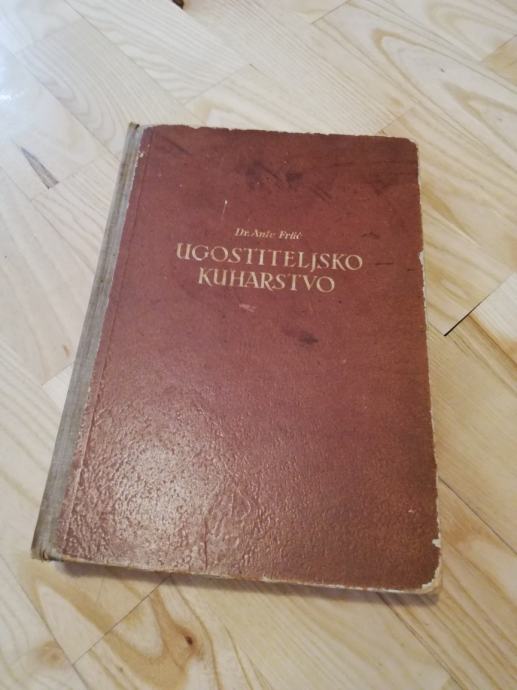 Dr. Ante Frlić
UGOSTITELJSKO
KUHARSTVO